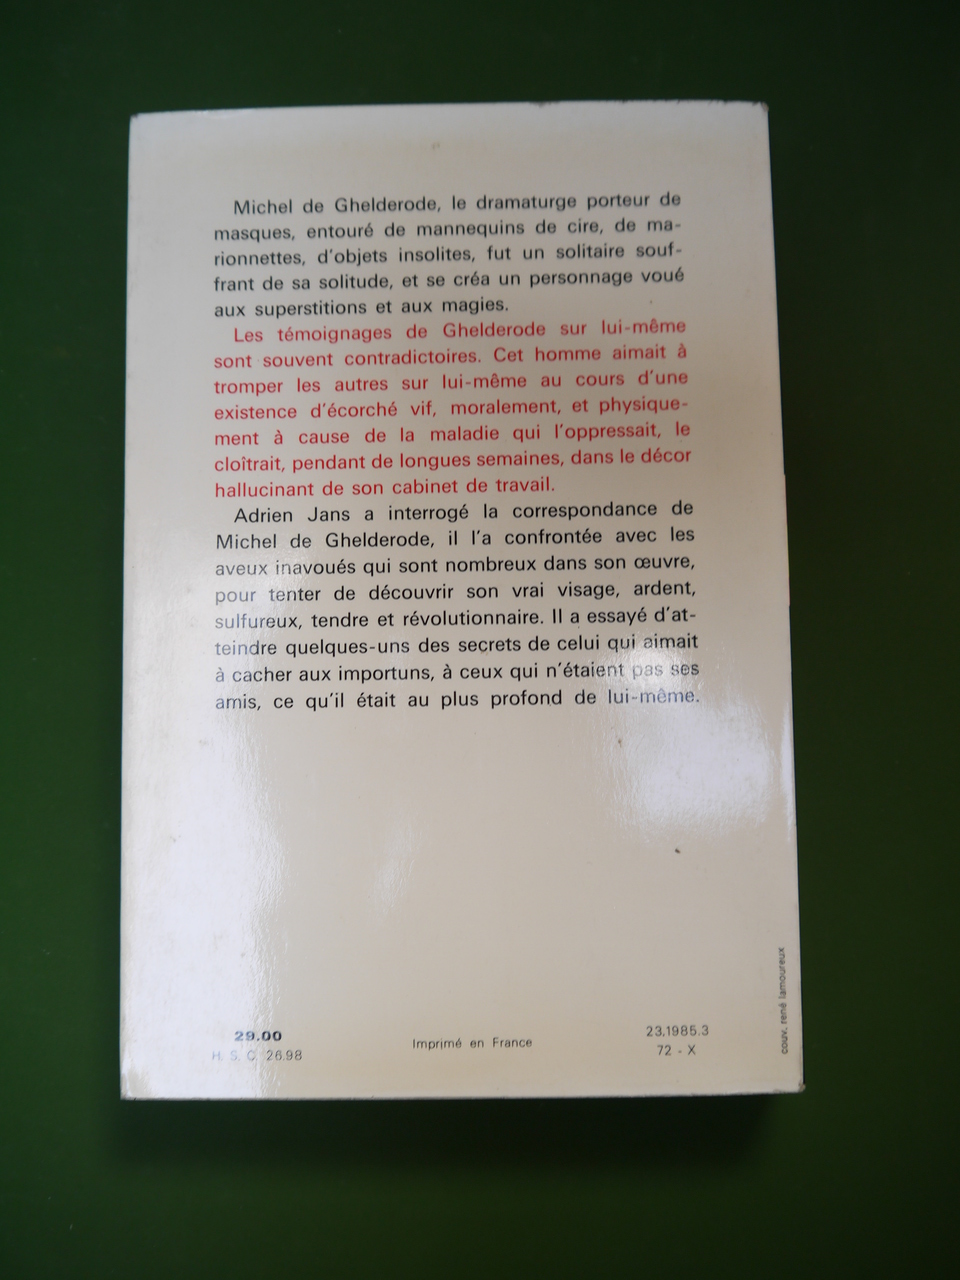 Michel de Ghelderode, le dramaturge porteur de
masques, entouré de mannequins de cire, de ma-
rionnettes, d'objets insolites, fut un solitaire souf-
frant de sa solitude, et se créa un personnage voué
aux superstitions et aux magies.
Les témoignages de Ghelderode sur lui-même
sont souvent contradictoires. Cet homme aimait à
tromper les autres sur lui-même au cours d'une
existence d'écorché vif, moralement, et physique-
ment à cause de la maladie qui l'oppressait, le
cloîtrait, pendant de longues semaines, dans le décor
hallucinant de son cabinet de travail.
Adrien Jans a interrogé la correspondance de
Michel de Ghelderode, il l'a confrontée avec les
aveux inavoués qui sont nombreux dans son œuvre,
pour tenter de découvrir son vrai visage, ardent,
sulfureux, tendre et révolutionnaire. Il a essayé d'at-
teindre quelques-uns des secrets de celui qui aimait
à cacher aux importuns, à ceux qui n'étaient pas ses
amis, ce qu'il était au plus profond de lui-même.
29.00
H. S. C. 26.98
Imprimé en France
23.1985.3
72 - X
couv. rené lamoureux